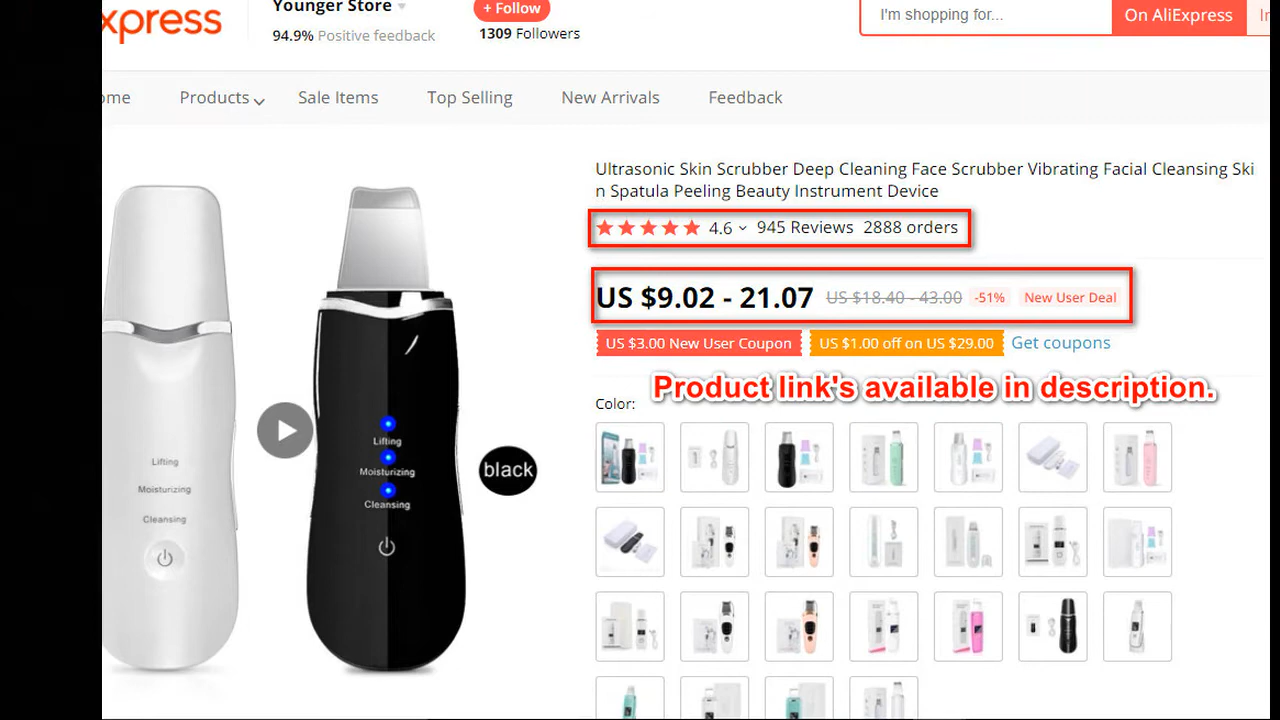 xpress
Younger Store
94.9% Positive feedback
+ Follow
1309 Followers
I'm shopping for...
On AliExpress
In
ome
Products
Sale Items
Top Selling
New Arrivals
Feedback
Ultrasonic Skin Scrubber Deep Cleaning Face Scrubber Vibrating Facial Cleansing Ski
n Spatula Peeling Beauty Instrument Device
4.6 945 Reviews 2888 orders
US $9.02 - 21.07 US $18.40 - 43.00 -51% New User Deal
US $3.00 New User Coupon US $1.00 off on US $29.00 Get coupons
Product link's available in description.
Color:
Lifting
Moisturizing
Cleansing
Lifting
Moisturizing
Cleansing
black